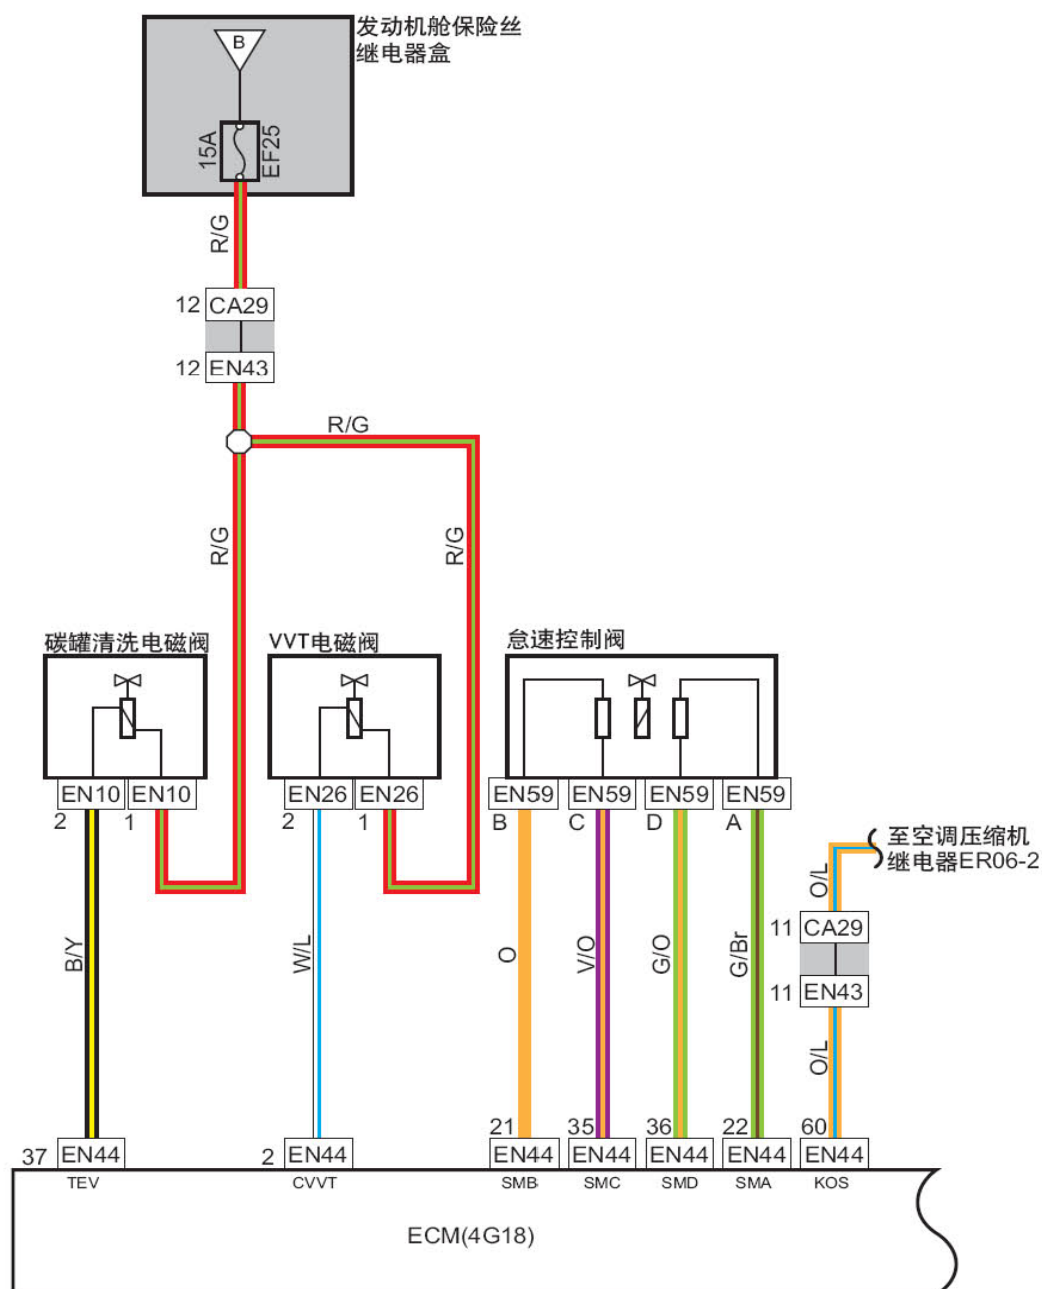 发动机舱保险丝
继电器盒
B
15A
EF25
R/G
12 CA29
12 EN43
R/G
R/G
R/G
碳罐清洗电磁阀
VVT电磁阀
怠速控制阀
EN10 EN10
2 1
EN26 EN26
2 1
EN59 EN59 EN59 EN59
B C D A
至空调压缩机
继电器ER06-2
O/L
11 CA29
11 EN43
O/L
B/Y
W/L
O
V/O
G/O
G/Br
37 EN44
2 EN44
21 35 36 22 60
EN44 EN44 EN44 EN44 EN44
TEV CVVT SMB SMC SMD SMA KOS
ECM(4G18)